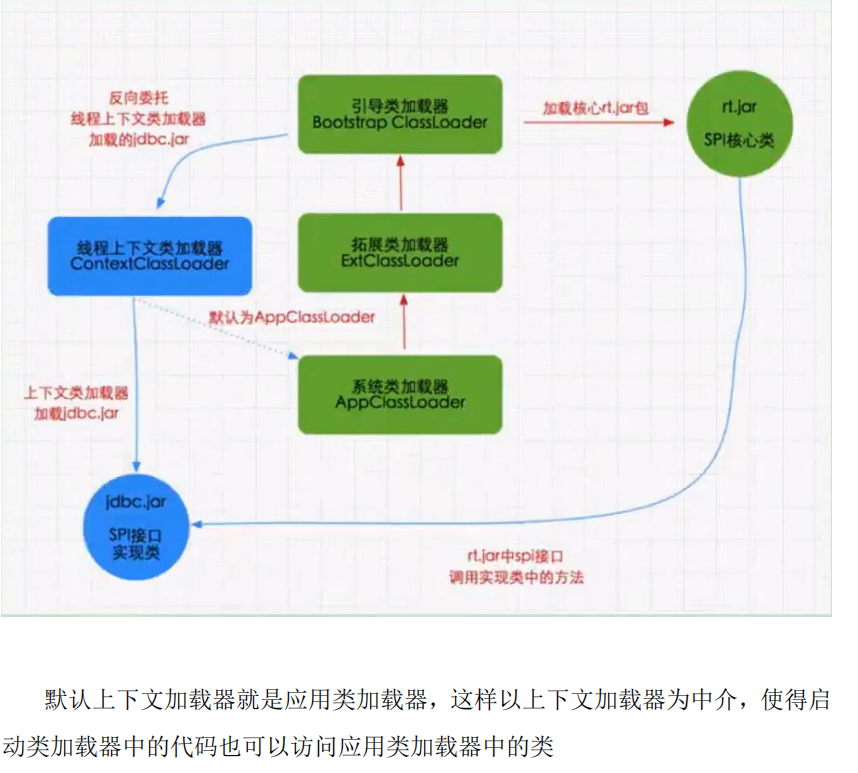 反向委托
线程上下文类加载器
加载的jdbc.jar
引导类加载器
Bootstrap ClassLoader
加载核心rt.jar包
rt.jar
SPI核心类
线程上下文类加载器
ContextClassLoader
拓展类加载器
ExtClassLoader
默认为AppClassLoader
系统类加载器
AppClassLoader
上下文类加载器
加载jdbc.jar
jdbc.jar
SPI接口
实现类
rt.jar中spi接口
调用实现类中的方法
默认上下文加载器就是应用类加载器，这样以上下文加载器为中介，使得启
动类加载器中的代码也可以访问应用类加载器中的类